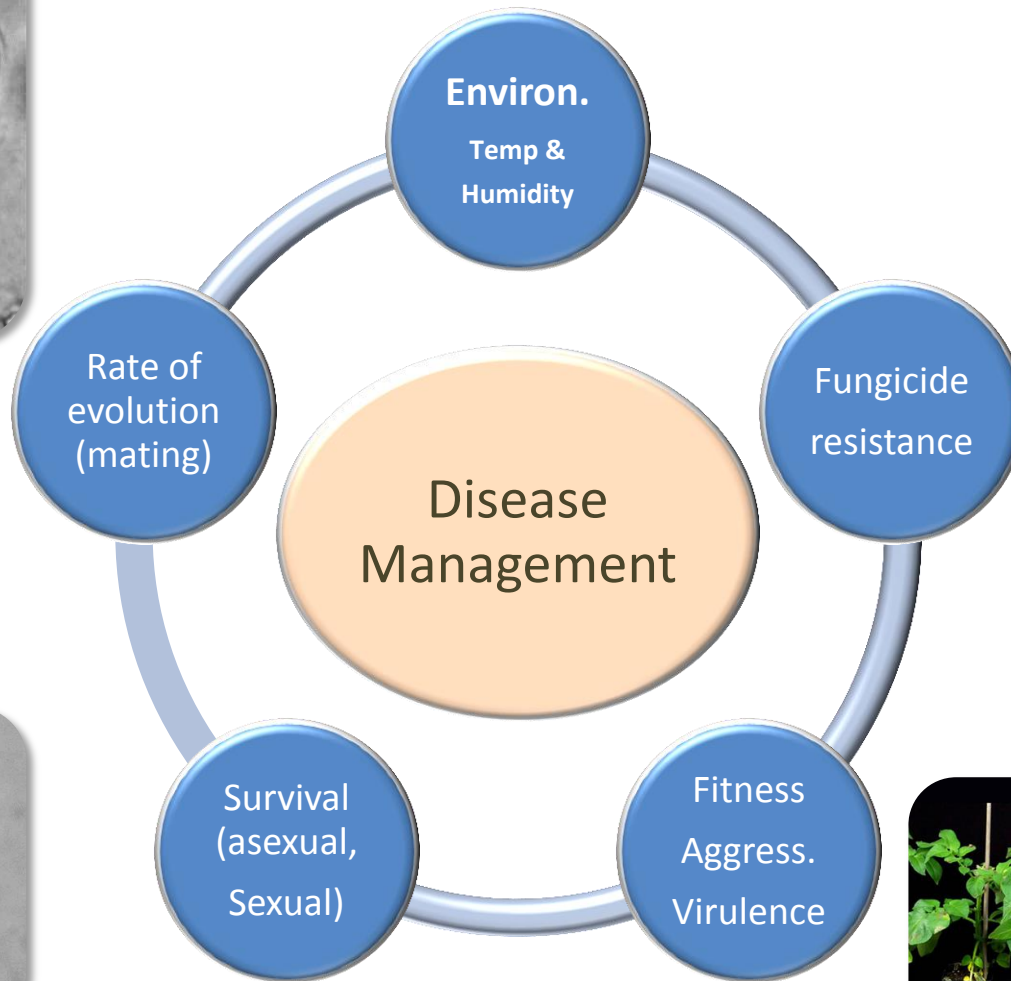 Environ.
Temp &
Humidity
Rate of
evolution
(mating)
Fungicide
resistance
Disease
Management
Survival
(asexual,
Sexual)
Fitness
Aggress.
Virulence